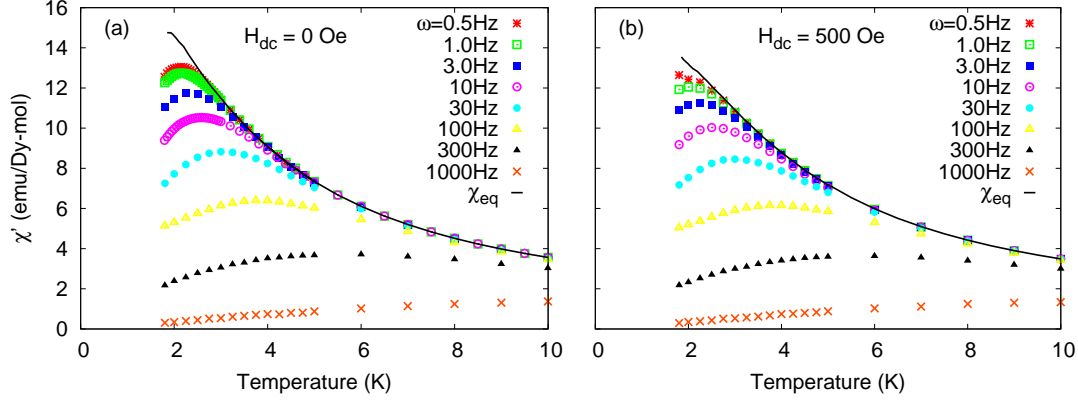 (a)
H_dc = 0 Oe
ω=0.5Hz
1.0Hz
3.0Hz
10Hz
30Hz
100Hz
300Hz
1000Hz
χ_eq
χ' (emu/Dy-mol)
16
14
12
10
8
6
4
2
0
0 2 4 6 8 10
Temperature (K)
(b)
H_dc = 500 Oe
ω=0.5Hz
1.0Hz
3.0Hz
10Hz
30Hz
100Hz
300Hz
1000Hz
χ_eq
0 2 4 6 8 10
Temperature (K)